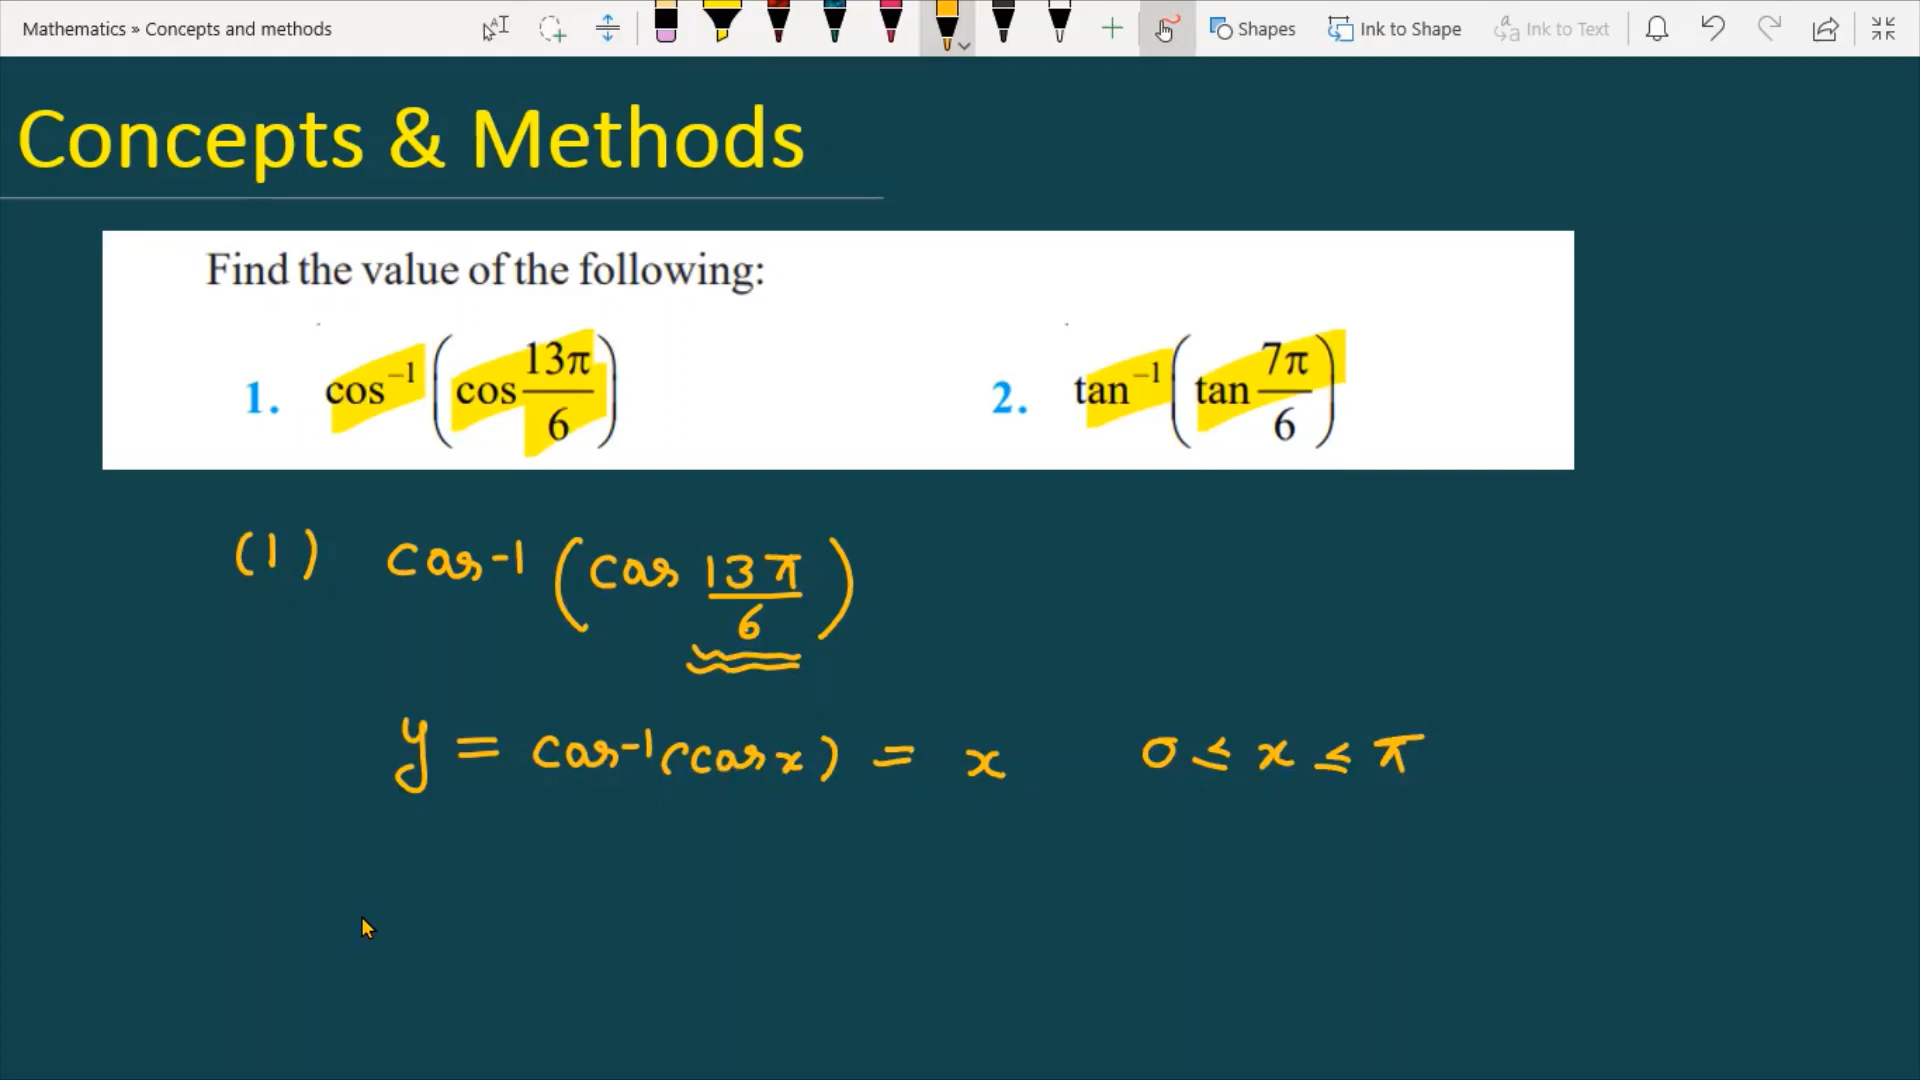 Mathematics » Concepts and methods
Shapes
Ink to Shape
Ink to Text
Concepts & Methods
Find the value of the following:
1. cos⁻¹(cos 13π/6)
2. tan⁻¹(tan 7π/6)
(1) cos⁻¹(cos 13π/6)
y = cos⁻¹(cos x) = x 0 ≤ x ≤ π